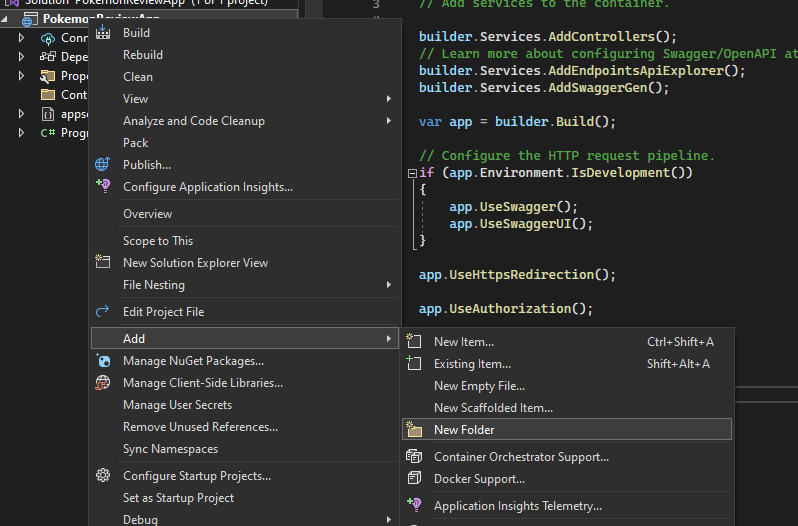 Solution 'PokemonReviewApp' (1 of 1 project)
PokemonReviewApp
Conn
Depe
Prope
Cont
appse
C# Progr
Build
Rebuild
Clean
View
Analyze and Code Cleanup
Pack
Publish...
Configure Application Insights...
Overview
Scope to This
New Solution Explorer View
File Nesting
Edit Project File
Add
Manage NuGet Packages...
Manage Client-Side Libraries...
Manage User Secrets
Remove Unused References...
Sync Namespaces
Configure Startup Projects...
Set as Startup Project
Debug
New Item... Ctrl+Shift+A
Existing Item... Shift+Alt+A
New Empty File...
New Scaffolded Item...
New Folder
Container Orchestrator Support...
Docker Support...
Application Insights Telemetry...
3 // Add services to the container.
builder.Services.AddControllers();
// Learn more about configuring Swagger/OpenAPI at
builder.Services.AddEndpointsApiExplorer();
builder.Services.AddSwaggerGen();
var app = builder.Build();
// Configure the HTTP request pipeline.
if (app.Environment.IsDevelopment())
{
app.UseSwagger();
app.UseSwaggerUI();
}
app.UseHttpsRedirection();
app.UseAuthorization();